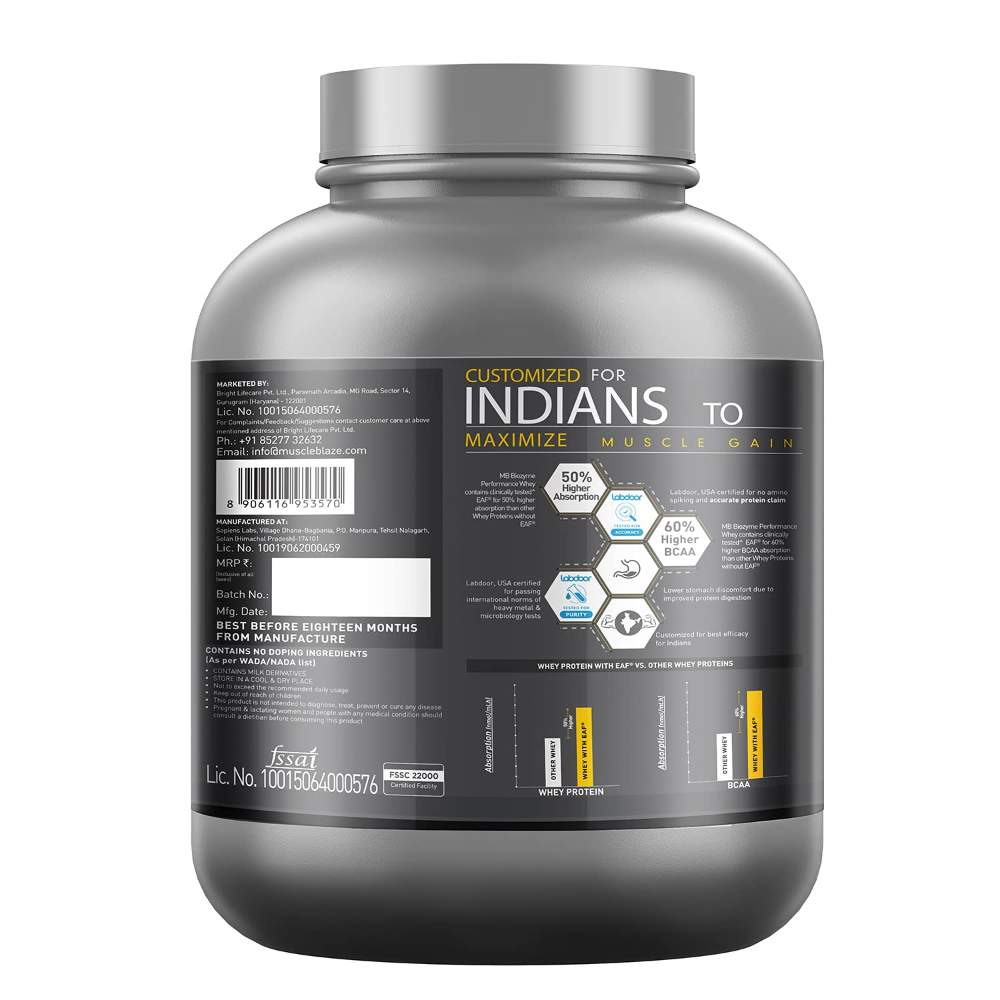 MARKETED BY:
Bright Lifecare Pvt. Ltd., Parsvnath Arcadia, MG Road, Sector 14,
Gurugram (Haryana) - 122001
Lic. No. 10015064000576
For Complaints/Feedback/Suggestions contact customer care at above
mentioned address of Bright Lifecare Pvt. Ltd.
Ph.: +91 85277 32632
Email: info@muscleblaze.com
8 906116 953570
MANUFACTURED AT:
Sapiens Labs, Village Dhana-Bagbania, P.O. Manpura, Tehsil Nalagarh,
Solan (Himachal Pradesh)-174101
Lic. No. 10019062000459
MRP ₹:
(Inclusive of all
taxes)
Batch No.:
Mfg. Date:
BEST BEFORE EIGHTEEN MONTHS
FROM MANUFACTURE
CONTAINS NO DOPING INGREDIENTS
(As per WADA/NADA list)
• CONTAINS MILK DERIVATIVES
• STORE IN A COOL & DRY PLACE
• Not to exceed the recommended daily usage
• Keep out of reach of children
• This product is not intended to diagnose, treat, prevent or cure any disease
• Pregnant & lactating women and people with any medical condition should
consult a dietitian before consuming this product
fssai
Lic. No. 10015064000576
FSSC 22000
Certified Facility
CUSTOMIZED FOR
INDIANS TO
MAXIMIZE MUSCLE GAIN
MB Biozyme
Performance Whey
contains clinically tested^
EAF® for 50% higher
absorption than other
Whey Proteins without
EAF®
50%
Higher
Absorption
labdoor
TESTED FOR
ACCURACY
Labdoor, USA certified for no amino
spiking and accurate protein claim
60%
Higher
BCAA
MB Biozyme Performance
Whey contains clinically
tested^ EAF® for 60%
higher BCAA absorption
than other Whey Proteins
without EAF®
Labdoor, USA certified
for passing
international norms of
heavy metal &
microbiology tests
labdoor
TESTED FOR
PURITY
Lower stomach discomfort due to
improved protein digestion
Customized for best efficacy
for Indians
WHEY PROTEIN WITH EAF® VS. OTHER WHEY PROTEINS
Absorption (nmol/mLh)
OTHER WHEY
50%
higher
WHEY WITH EAF®
WHEY PROTEIN
Absorption (nmol/mLh)
OTHER WHEY
60%
higher
WHEY WITH EAF®
BCAA